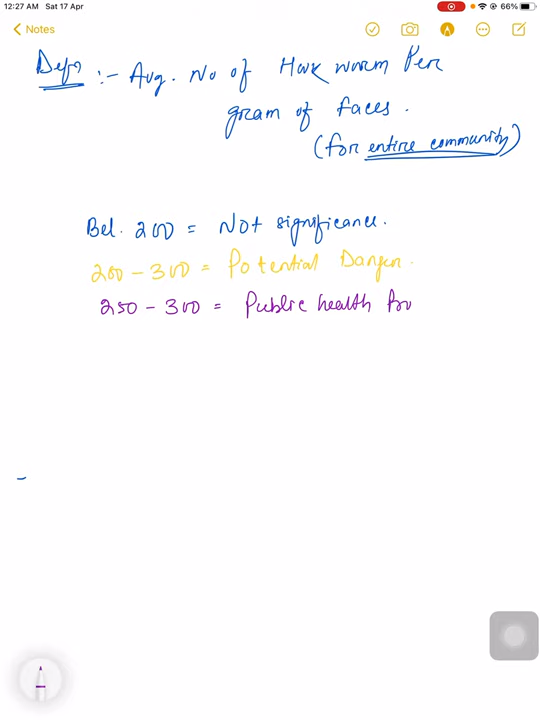 12:27 AM Sat 17 Apr 66%
Notes
Defn :- Avg. No of Hook worm Per
gram of Faces.
(for entire community)
Bel. 200 = Not significance.
200 - 300 = Potential Danger.
250 - 300 = Public health Pro
-